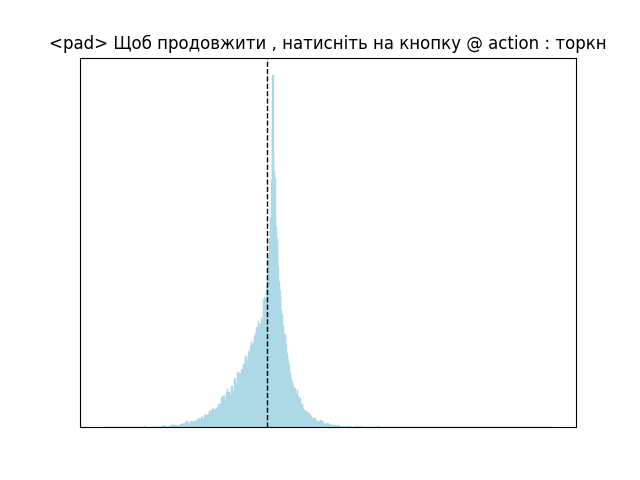 <pad> Щоб продовжити , натисніть на кнопку @ action : торкн